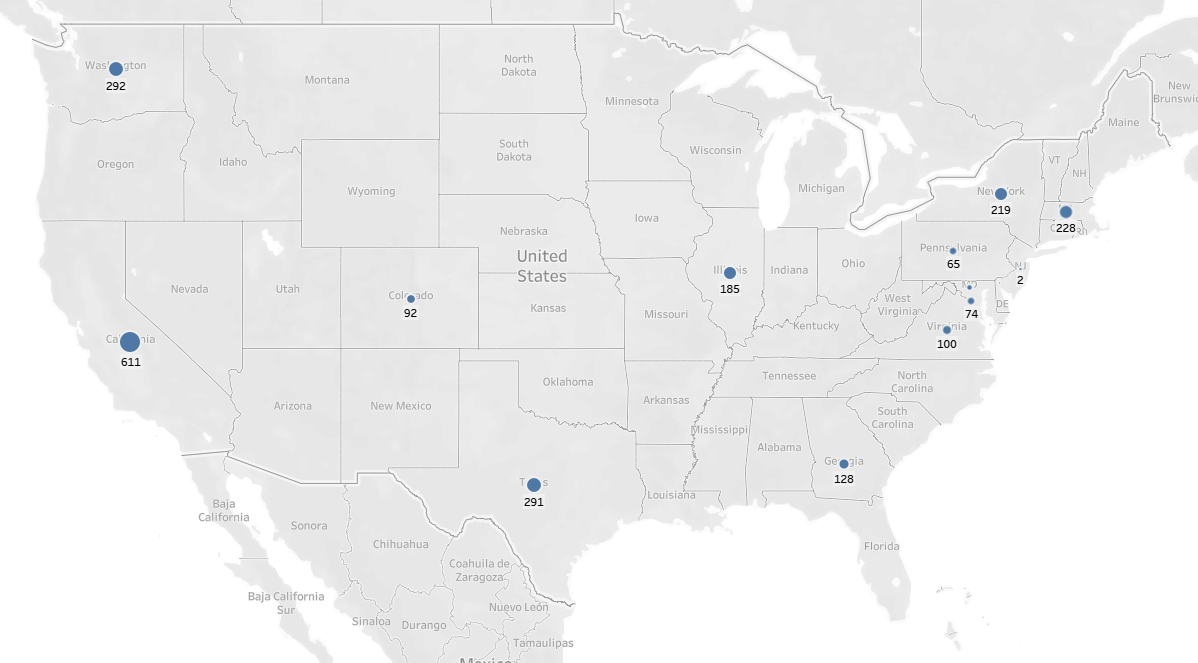 Washington
292
Montana
North
Dakota
Minnesota
New
Brunswic
Maine
Oregon
Idaho
South
Dakota
Wisconsin
VT
NH
Wyoming
Michigan
New York
219
Iowa
228
Nebraska
Pennsylvania
65
United
States
NJ
2
Nevada
Utah
Colorado
92
Kansas
Illinois
185
Indiana
Ohio
West
Virginia
MD
DE
74
Missouri
Kentucky
Virginia
100
California
611
Oklahoma
Tennessee
North
Carolina
Arizona
New Mexico
Arkansas
South
Carolina
Mississippi
Alabama
Georgia
128
Texas
291
Louisiana
Baja
California
Sonora
Chihuahua
Florida
Coahuila de
Zaragoza
Baja California
Sur
Nuevo León
Sinaloa
Durango
Tamaulipas
Mexico